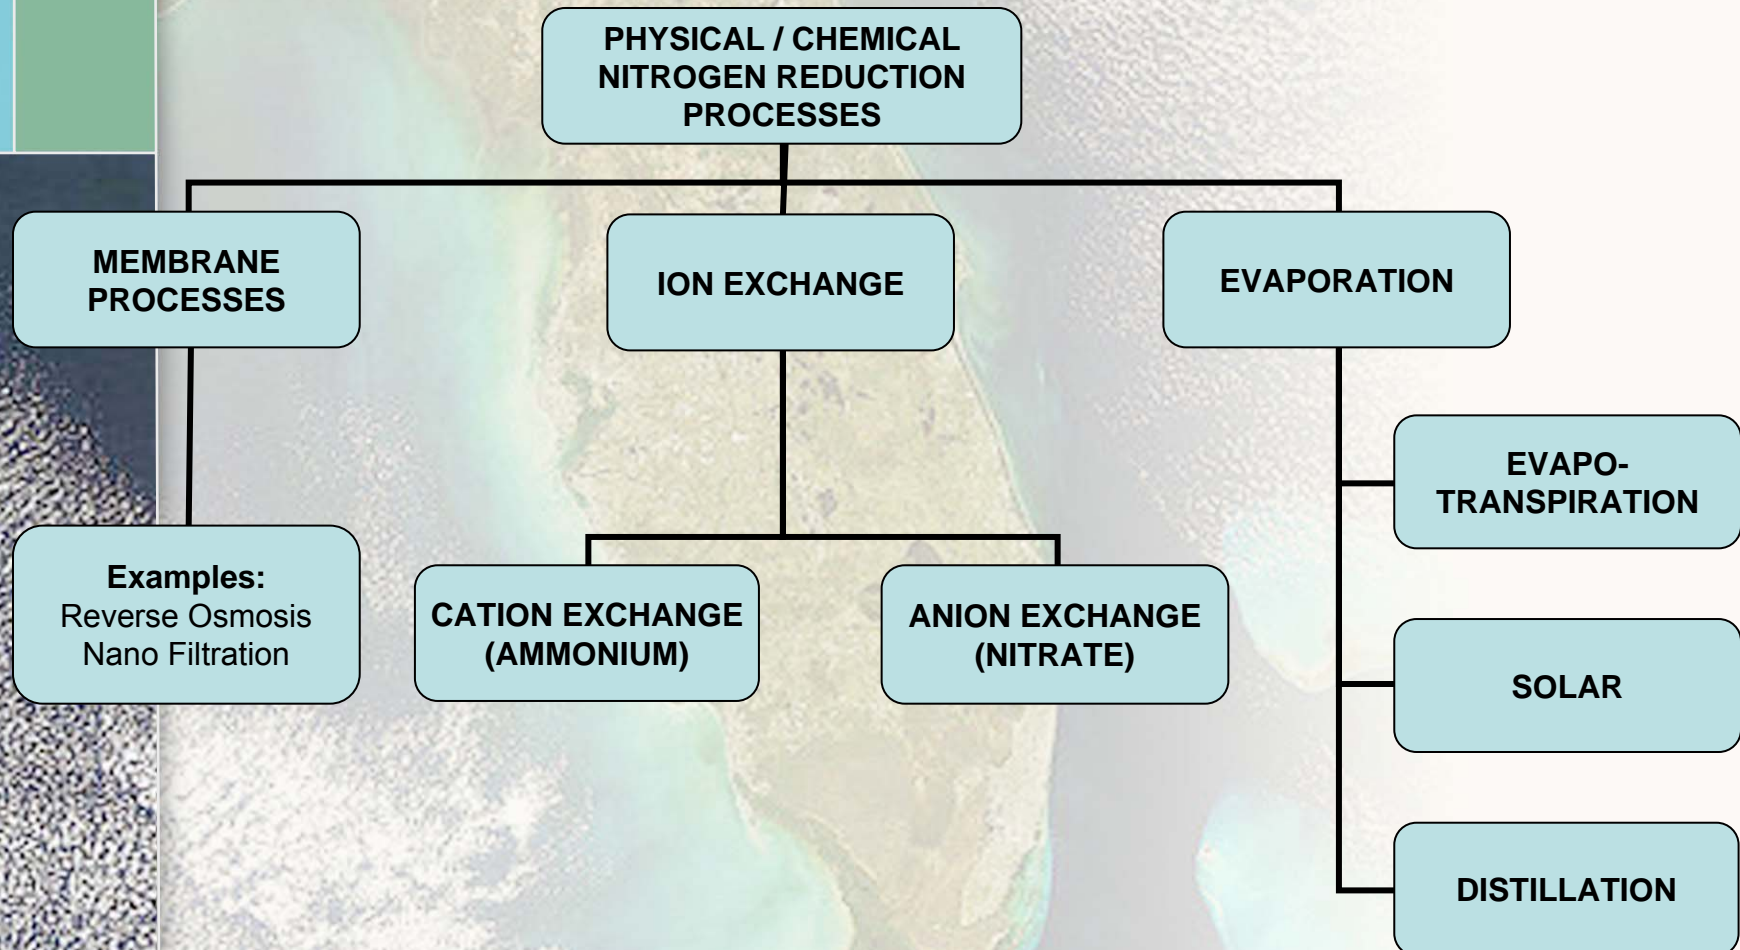 PHYSICAL / CHEMICAL
NITROGEN REDUCTION
PROCESSES
MEMBRANE
PROCESSES
ION EXCHANGE
EVAPORATION
EVAPO-
TRANSPIRATION
Examples:
Reverse Osmosis
Nano Filtration
CATION EXCHANGE
(AMMONIUM)
ANION EXCHANGE
(NITRATE)
SOLAR
DISTILLATION